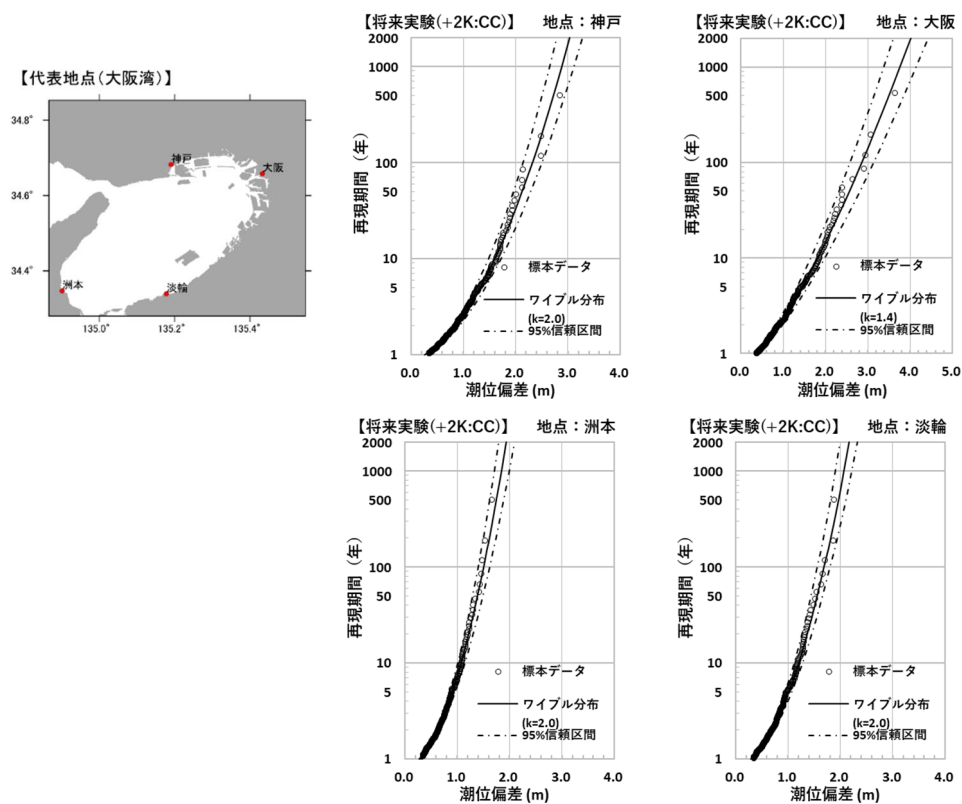 【代表地点(大阪湾)】
34.8°
34.6°
34.4°
135.0°
135.2°
135.4°
神戸
大阪
洲本
淡輪
【将来実験(+2K:CC)】 地点：神戸
再現期間（年）
2000
1000
500
100
50
10
5
1
標本データ
ワイブル分布
(k=2.0)
95%信頼区間
0.0 1.0 2.0 3.0 4.0
潮位偏差(m)
【将来実験(+2K:CC)】 地点：大阪
再現期間（年）
2000
1000
500
100
50
10
5
1
標本データ
ワイブル分布
(k=1.4)
95%信頼区間
0.0 1.0 2.0 3.0 4.0 5.0
潮位偏差(m)
【将来実験(+2K:CC)】 地点：洲本
再現期間（年）
2000
1000
500
100
50
10
5
1
標本データ
ワイブル分布
(k=2.0)
95%信頼区間
0.0 1.0 2.0 3.0 4.0
潮位偏差(m)
【将来実験(+2K:CC)】 地点：淡輪
再現期間（年）
2000
1000
500
100
50
10
5
1
標本データ
ワイブル分布
(k=2.0)
95%信頼区間
0.0 1.0 2.0 3.0 4.0
潮位偏差(m)